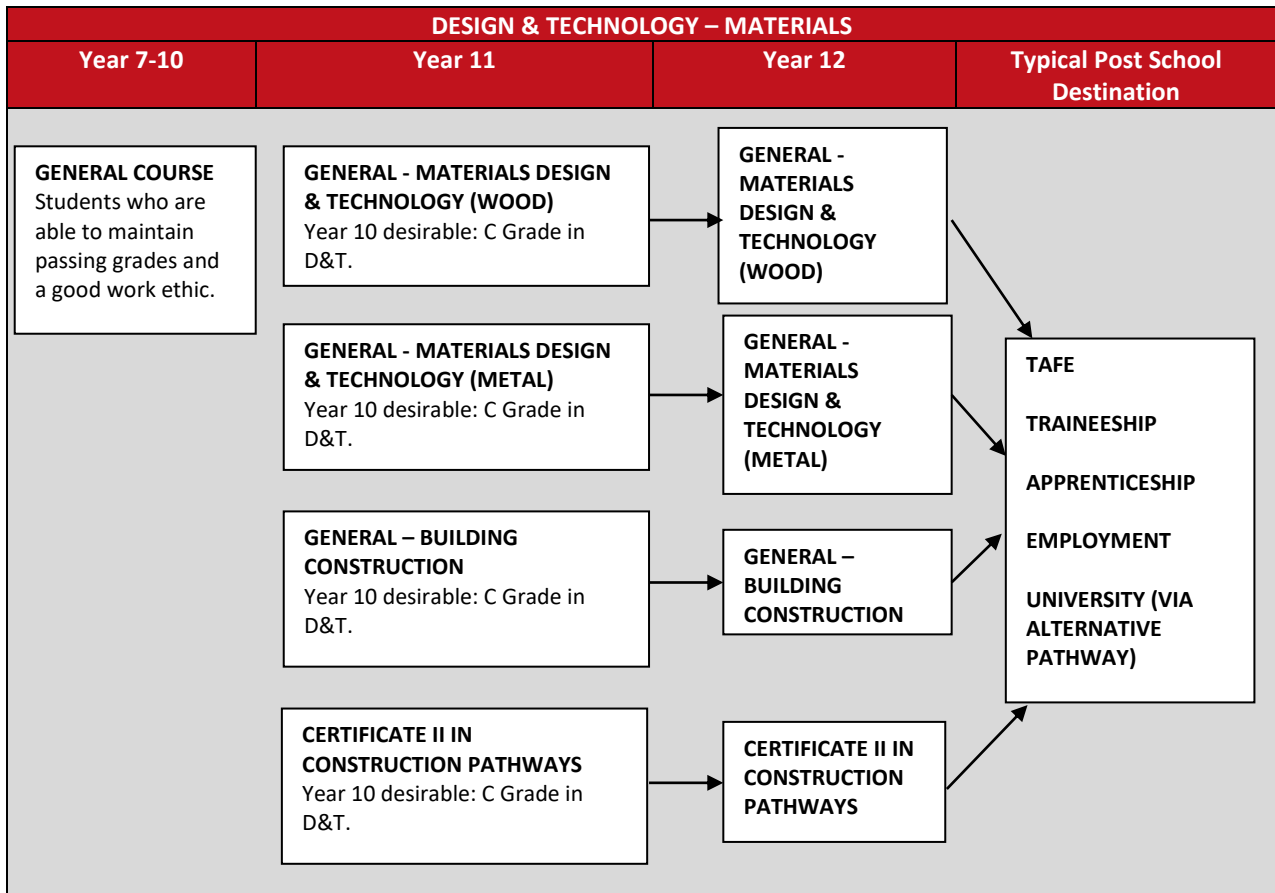 DESIGN & TECHNOLOGY – MATERIALS
Year 7-10
Year 11
Year 12
Typical Post School
Destination
GENERAL COURSE
Students who are
able to maintain
passing grades and
a good work ethic.
GENERAL - MATERIALS DESIGN
& TECHNOLOGY (WOOD)
Year 10 desirable: C Grade in
D&T.
GENERAL -
MATERIALS
DESIGN &
TECHNOLOGY
(WOOD)
GENERAL - MATERIALS DESIGN
& TECHNOLOGY (METAL)
Year 10 desirable: C Grade in
D&T.
GENERAL -
MATERIALS
DESIGN &
TECHNOLOGY
(METAL)
GENERAL – BUILDING
CONSTRUCTION
Year 10 desirable: C Grade in
D&T.
GENERAL –
BUILDING
CONSTRUCTION
CERTIFICATE II IN
CONSTRUCTION PATHWAYS
Year 10 desirable: C Grade in
D&T.
CERTIFICATE II IN
CONSTRUCTION
PATHWAYS
TAFE
TRAINEESHIP
APPRENTICESHIP
EMPLOYMENT
UNIVERSITY (VIA
ALTERNATIVE
PATHWAY)